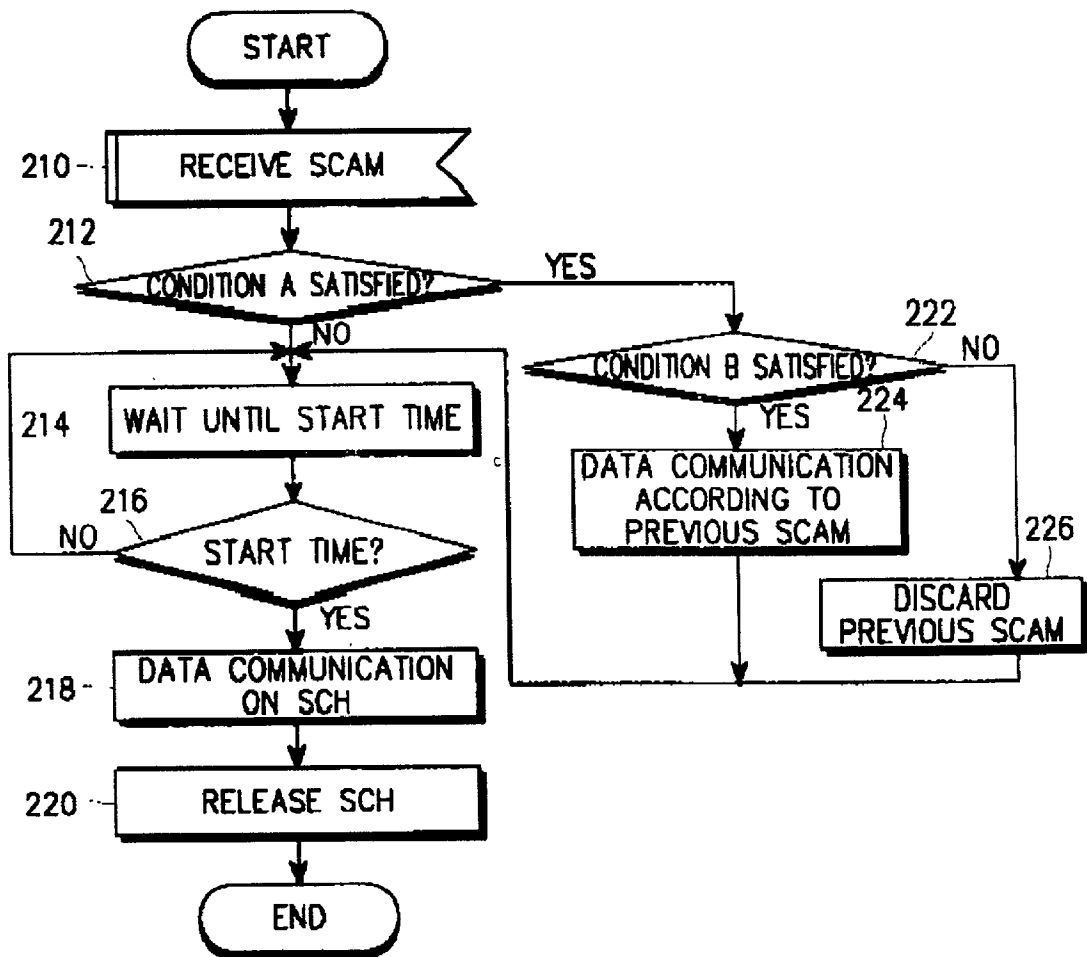 START
210
RECEIVE SCAM
212
CONDITION A SATISFIED?
YES
NO
222
CONDITION B SATISFIED?
NO
YES
224
214
WAIT UNTIL START TIME
DATA COMMUNICATION
ACCORDING TO
PREVIOUS SCAM
216
NO
START TIME?
YES
226
DISCARD
PREVIOUS SCAM
218
DATA COMMUNICATION
ON SCH
220
RELEASE SCH
END